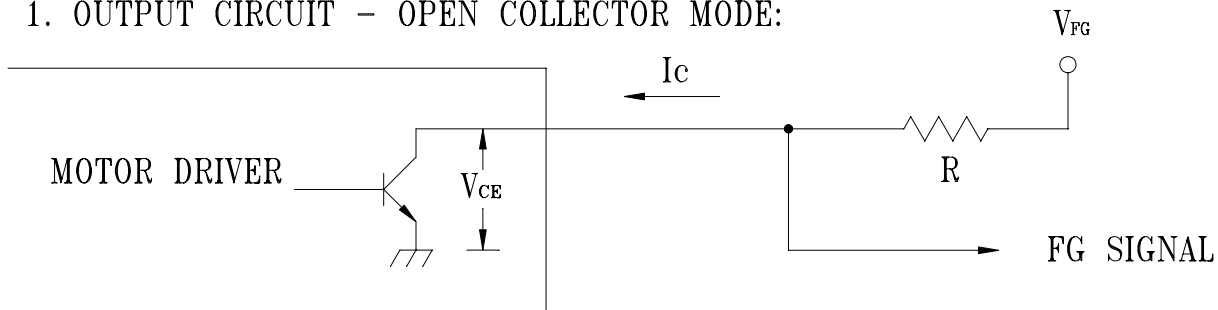 1. OUTPUT CIRCUIT - OPEN COLLECTOR MODE:
VFG
Ic
MOTOR DRIVER
VCE
R
FG SIGNAL